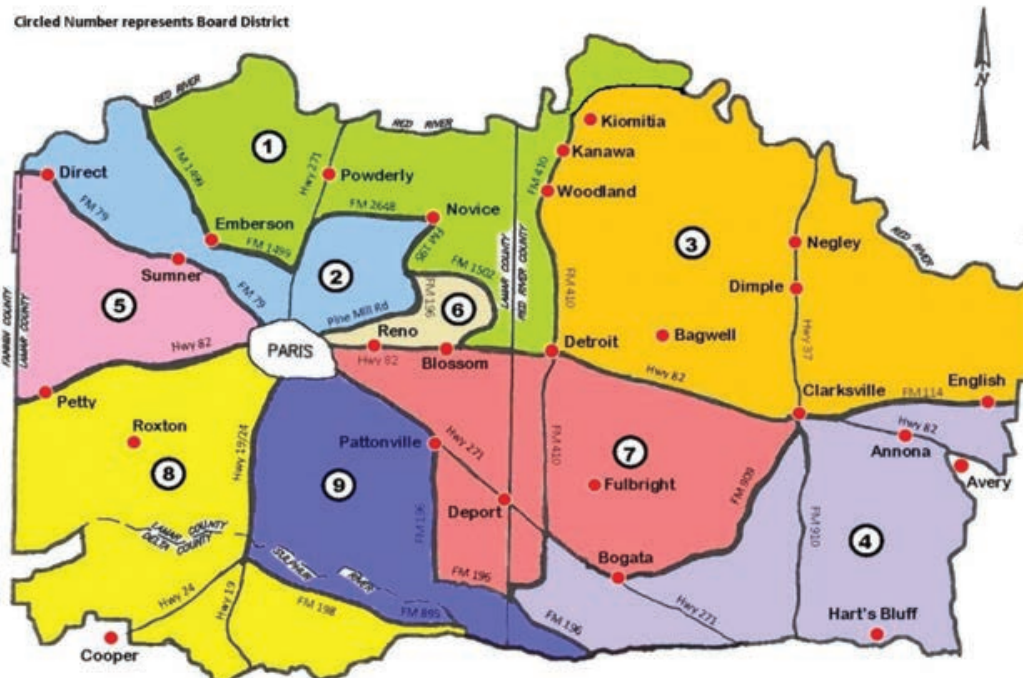 Circled Number represents Board District
N
RED RIVER
Kiomitia
1
RED RIVER
FM 410
Kanawa
Direct
FM 1499
Hwy 271
Powderly
Woodland
FM 79
FM 2648
Novice
Emberson
FM 196
3
Negley
RED RIVER
FM 1499
Sumner
2
FM 1502
LAMAR COUNTY
RED RIVER COUNTY
FM 410
Dimple
5
FM 79
FM 196
6
Hwy 37
FANNIN COUNTY
LAMAR COUNTY
Pine Mill Rd
Reno
Bagwell
Hwy 82
PARIS
Hwy 82
Blossom
Detroit
Hwy 82
Clarksville
English
FM 114
Petty
Roxton
Hwy 19/24
Pattonville
Hwy 271
FM 410
Hwy 82
Annona
8
9
7
Fulbright
FM 909
Avery
Deport
LAMAR COUNTY
DELTA COUNTY
FM 196
FM 910
4
SULPHUR
RIVER
Bogata
Hwy 24
Hwy 19
FM 198
FM 895
FM 196
FM 196
Hwy 271
Hart's Bluff
Cooper